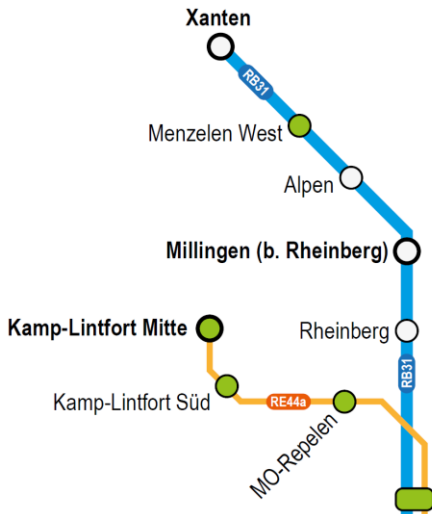 Xanten
RB31
Menzelen West
Alpen
Millingen (b. Rheinberg)
Kamp-Lintfort Mitte
Rheinberg
RB31
Kamp-Lintfort Süd
RE44a
MO-Repelen